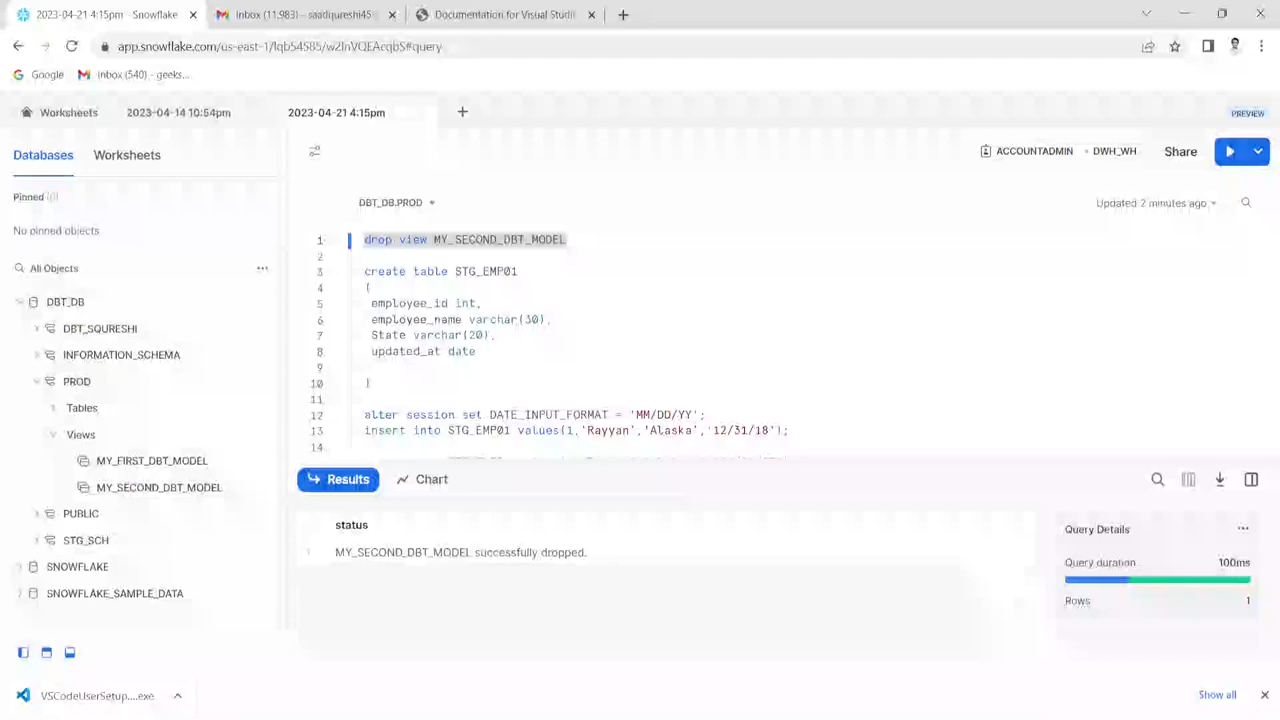 2023-04-21 4:15pm - Snowflake
Inbox (11,983) - saadiqureshi45
Documentation for Visual Studi
app.snowflake.com/us-east-1/lqb54585/w2InVQEAcqbS#query
Google
Inbox (540) - geeks...
Worksheets
2023-04-14 10:54pm
2023-04-21 4:15pm
PREVIEW
Databases
Worksheets
ACCOUNTADMIN
DWH_WH
Share
Pinned (0)
No pinned objects
DBT_DB.PROD
Updated 2 minutes ago
All Objects
DBT_DB
DBT_SQURESHI
INFORMATION_SCHEMA
PROD
Tables
Views
MY_FIRST_DBT_MODEL
MY_SECOND_DBT_MODEL
PUBLIC
STG_SCH
SNOWFLAKE
SNOWFLAKE_SAMPLE_DATA
1 drop view MY_SECOND_DBT_MODEL
2
3 create table STG_EMP01
4 (
5 employee_id int,
6 employee_name varchar(30),
7 State varchar(20),
8 updated_at date
9
10 )
11
12 alter session set DATE_INPUT_FORMAT = 'MM/DD/YY';
13 insert into STG_EMP01 values(1,'Rayyan','Alaska','12/31/18');
14
Results
Chart
status
1 MY_SECOND_DBT_MODEL successfully dropped.
Query Details
...
Query duration 100ms
Rows 1
VSCodeUserSetup....exe
Show all